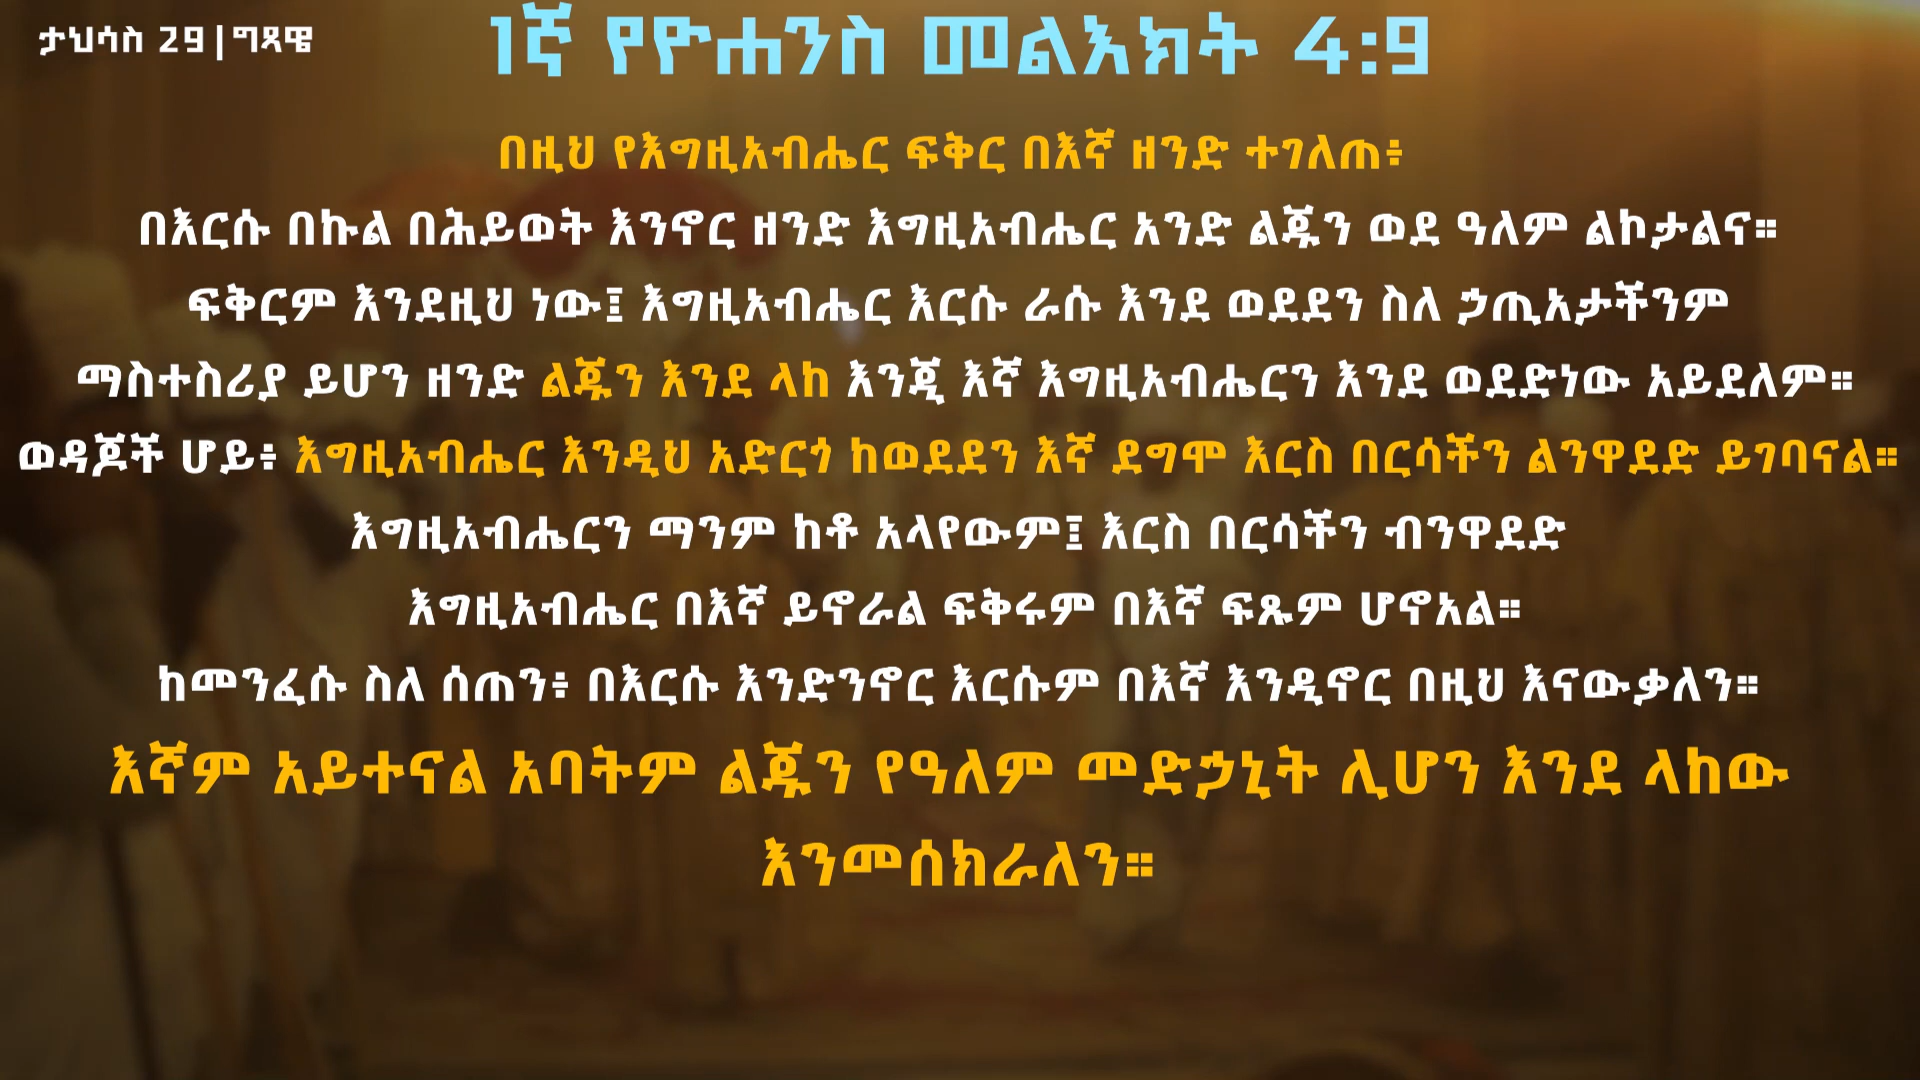 ታህሳስ 29|ግጻዌ
1ኛ የዮሐንስ መልእክት 4:9
በዚህ የእግዚአብሔር ፍቅር በእኛ ዘንድ ተገለጠ፥
በእርሱ በኩል በሕይወት እንኖር ዘንድ እግዚአብሔር አንድ ልጁን ወደ ዓለም ልኮታልና።
ፍቅርም እንደዚህ ነው፤ እግዚአብሔር እርሱ ራሱ እንደ ወደደን ስለ ኃጢአታችንም
ማስተስሪያ ይሆን ዘንድ ልጁን እንደ ላከ እንጂ እኛ እግዚአብሔርን እንደ ወደድነው አይደለም።
ወዳጆች ሆይ፥ እግዚአብሔር እንዲህ አድርጎ ከወደደን እኛ ደግሞ እርስ በርሳችን ልንዋደድ ይገባናል።
እግዚአብሔርን ማንም ከቶ አላየውም፤ እርስ በርሳችን ብንዋደድ
እግዚአብሔር በእኛ ይኖራል ፍቅሩም በእኛ ፍጹም ሆኖአል።
ከመንፈሱ ስለ ሰጠን፥ በእርሱ እንድንኖር እርሱም በእኛ እንዲኖር በዚህ እናውቃለን።
እኛም አይተናል አባትም ልጁን የዓለም መድኃኒት ሊሆን እንደ ላከው
እንመሰክራለን።